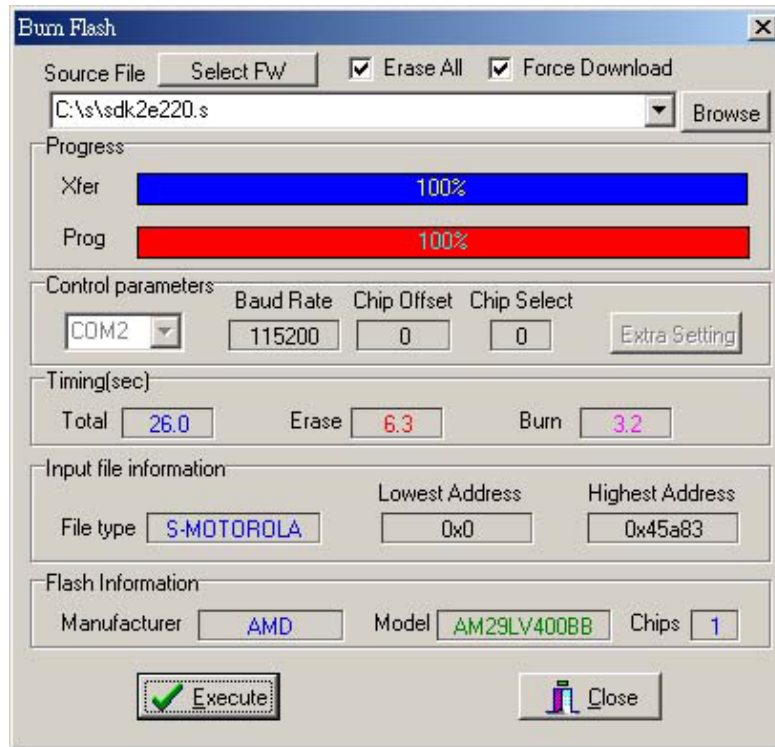 Burn Flash
Source File Select FW Erase All Force Download
C:\s\sdk2e220.s Browse
Progress
Xfer 100%
Prog 100%
Control parameters
Baud Rate Chip Offset Chip Select
COM2 115200 0 0 Extra Setting
Timing(sec)
Total 26.0 Erase 6.3 Burn 3.2
Input file information
Lowest Address Highest Address
File type S-MOTOROLA 0x0 0x45a83
Flash Information
Manufacturer AMD Model AM29LV400BB Chips 1
Execute Close